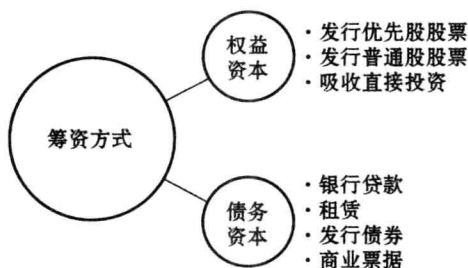 筹资方式
权益
资本
·发行优先股股票
·发行普通股股票
·吸收直接投资
债务
资本
·银行贷款
·租赁
·发行债券
·商业票据